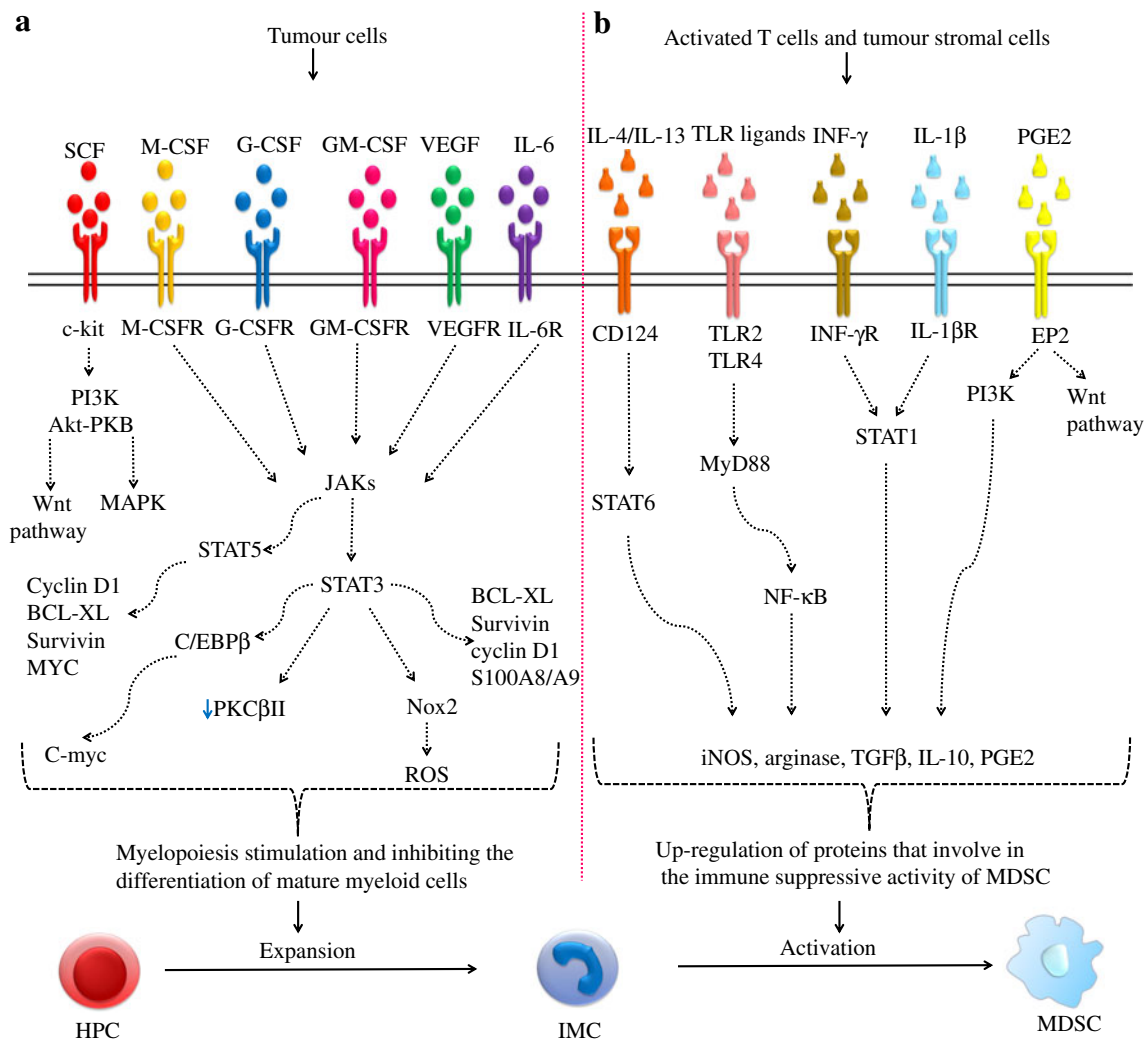 a
Tumour cells
SCF
M-CSF
G-CSF
GM-CSF
VEGF
IL-6
c-kit
M-CSFR
G-CSFR
GM-CSFR
VEGFR
IL-6R
PI3K
Akt-PKB
Wnt
pathway
MAPK
JAKs
STAT5
STAT3
Cyclin D1
BCL-XL
Survivin
MYC
C/EBPβ
BCL-XL
Survivin
cyclin D1
S100A8/A9
↓PKCβII
Nox2
C-myc
ROS
Myelopoiesis stimulation and inhibiting the
differentiation of mature myeloid cells
b
Activated T cells and tumour stromal cells
IL-4/IL-13
TLR ligands
INF-γ
IL-1β
PGE2
CD124
TLR2
TLR4
INF-γR
IL-1βR
EP2
PI3K
Wnt
pathway
STAT1
MyD88
STAT6
NF-κB
iNOS, arginase, TGFβ, IL-10, PGE2
Up-regulation of proteins that involve in
the immune suppressive activity of MDSC
Expansion
Activation
HPC
IMC
MDSC